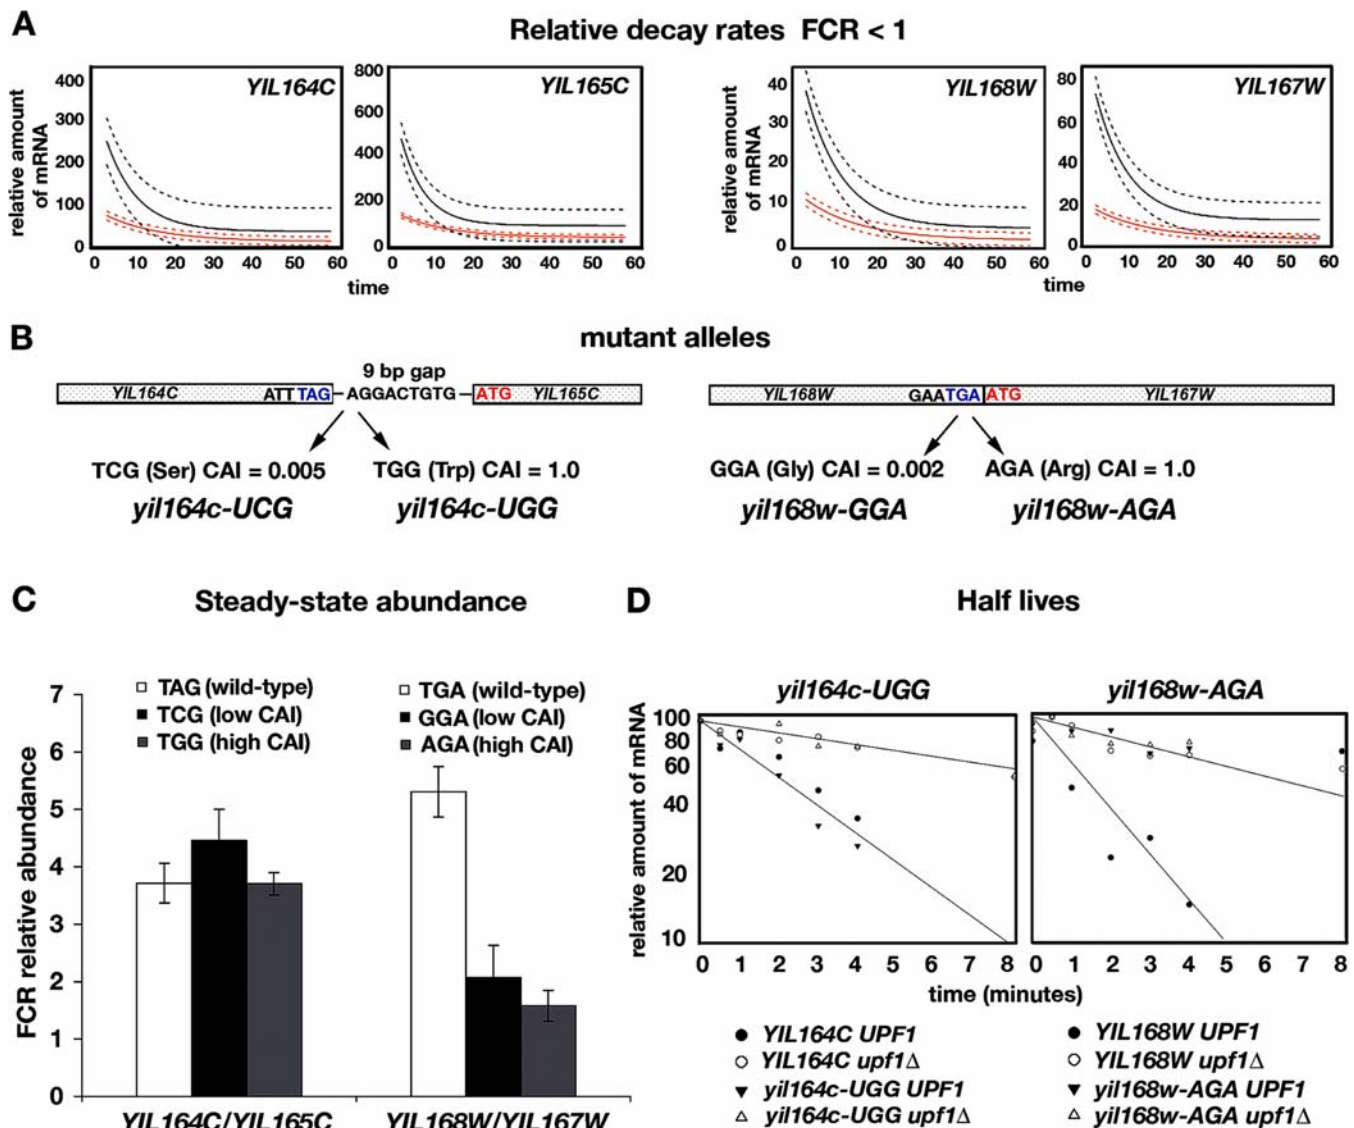 A
Relative decay rates FCR < 1
relative amount
of mRNA
400
300
200
100
0
YIL164C
0 10 20 30 40 50 60
800
600
400
200
0
YIL165C
0 10 20 30 40 50 60
time
relative amount
of mRNA
40
30
20
10
0
YIL168W
0 10 20 30 40 50 60
80
60
40
20
0
YIL167W
0 10 20 30 40 50 60
time
B
mutant alleles
9 bp gap
YIL164C ATT TAG AGGACTGTG ATG YIL165C
TCG (Ser) CAI = 0.005 TGG (Trp) CAI = 1.0
yil164c-UCG yil164c-UGG
YIL168W GAATGA ATG YIL167W
GGA (Gly) CAI = 0.002 AGA (Arg) CAI = 1.0
yil168w-GGA yil168w-AGA
C
Steady-state abundance
FCR relative abundance
7
6
5
4
3
2
1
0
TAG (wild-type)
TCG (low CAI)
TGG (high CAI)
TGA (wild-type)
GGA (low CAI)
AGA (high CAI)
YIL164C/YIL165C YIL168W/YIL167W
D
Half lives
yil164c-UGG yil168w-AGA
relative amount of mRNA
100
80
60
40
20
10
0 1 2 3 4 5 6 7 8
0 1 2 3 4 5 6 7 8
time (minutes)
YIL164C UPF1
YIL164C upf1Δ
yil164c-UGG UPF1
yil164c-UGG upf1Δ
YIL168W UPF1
YIL168W upf1Δ
yil168w-AGA UPF1
yil168w-AGA upf1Δ